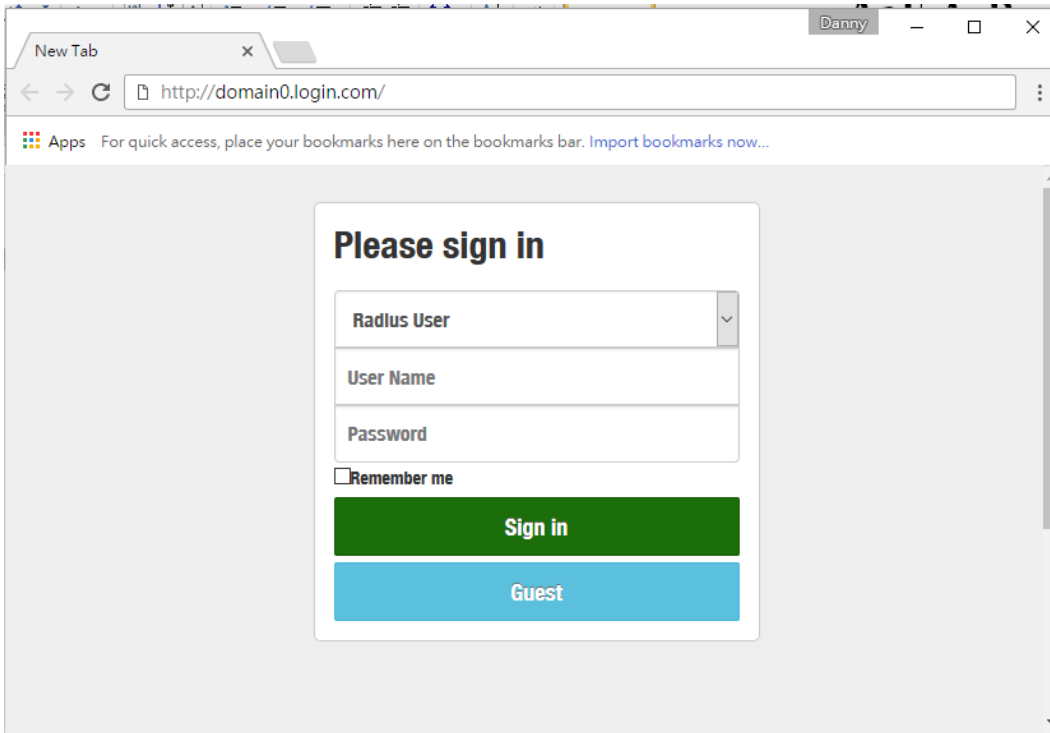 Danny
New Tab
http://domain0.login.com/
Apps For quick access, place your bookmarks here on the bookmarks bar. Import bookmarks now...
Please sign in
Radius User
User Name
Password
Remember me
Sign in
Guest